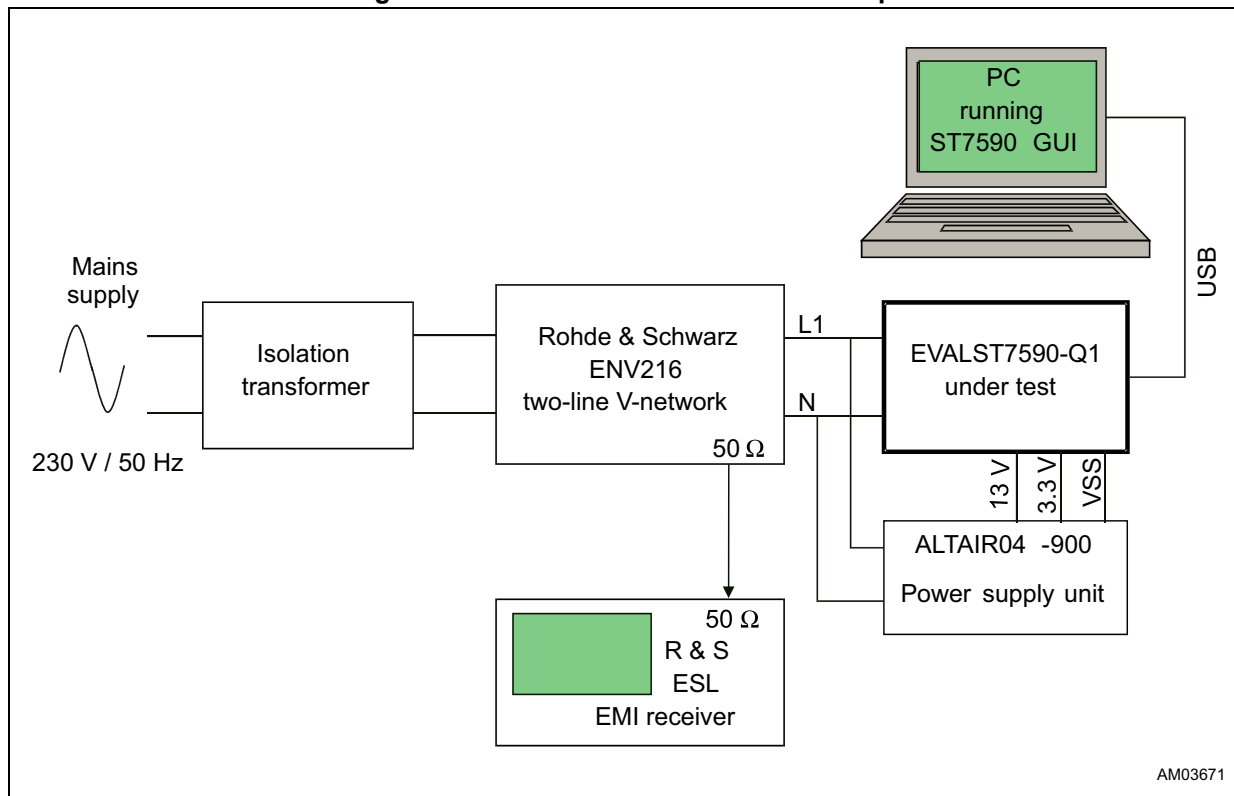 PC
running
ST7590 GUI
USB
Mains
supply
230 V / 50 Hz
Isolation
transformer
Rohde & Schwarz
ENV216
two-line V-network
50 Ω
L1
N
EVALST7590-Q1
under test
13 V
3.3 V
VSS
ALTAIR04 -900
Power supply unit
50 Ω
R & S
ESL
EMI receiver
AM03671